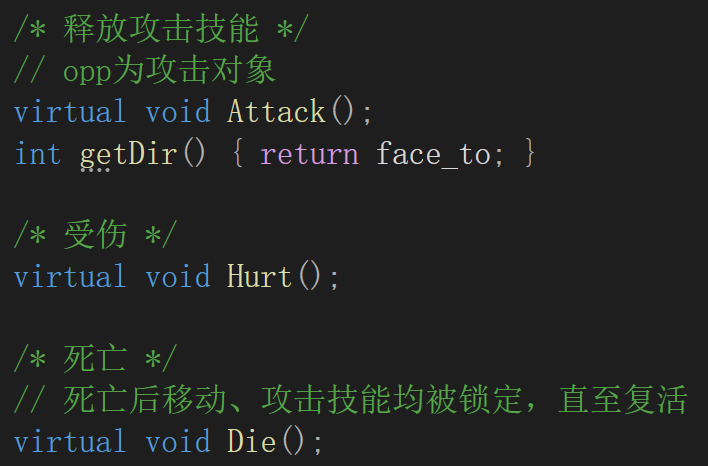 /* 释放攻击技能 */
// opp为攻击对象
virtual void Attack();
int getDir() { return face_to; }
/* 受伤 */
virtual void Hurt();
/* 死亡 */
// 死亡后移动、攻击技能均被锁定，直至复活
virtual void Die();